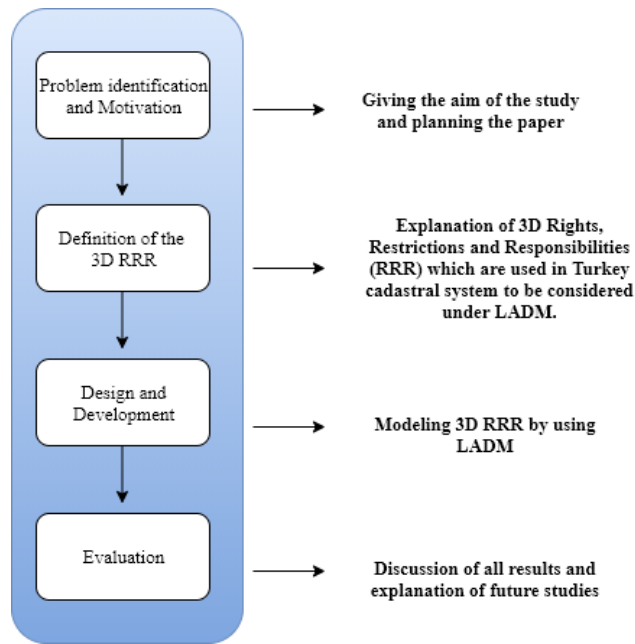 Problem identification
and Motivation
Giving the aim of the study
and planning the paper
Definition of the
3D RRR
Explanation of 3D Rights,
Restrictions and Responsibilities
(RRR) which are used in Turkey
cadastral system to be considered
under LADM.
Design and
Development
Modeling 3D RRR by using
LADM
Evaluation
Discussion of all results and
explanation of future studies